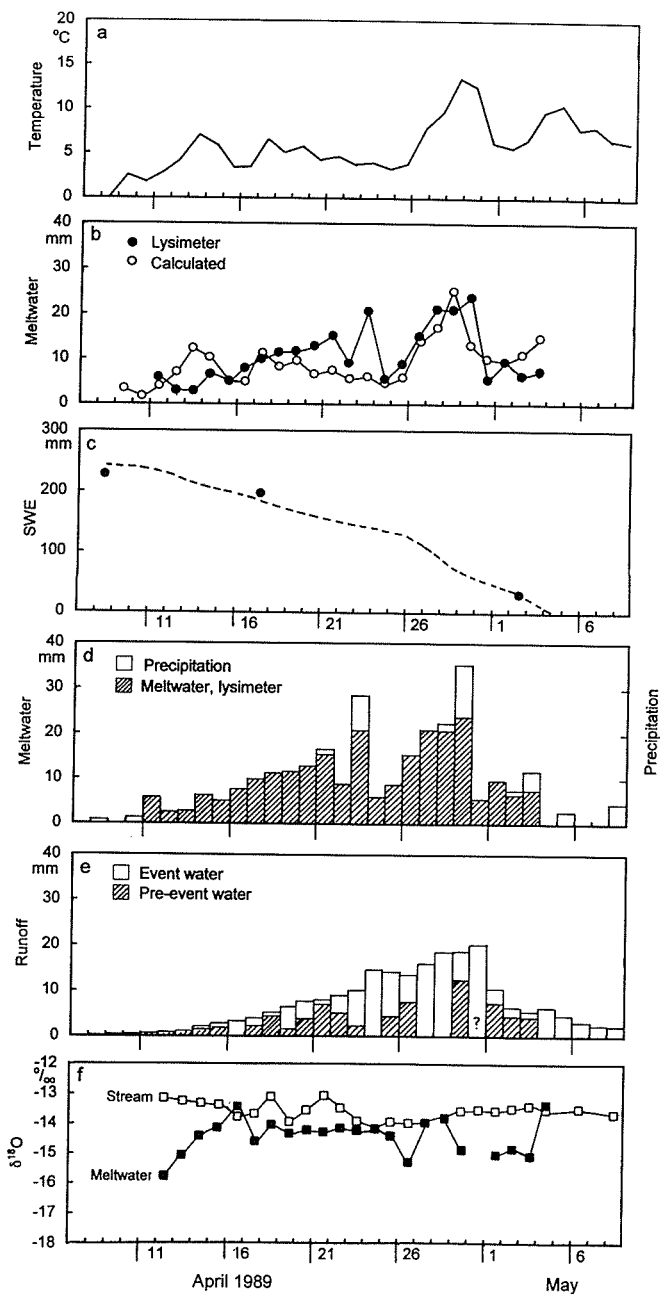 a
20
°C
15
10
5
0
Temperature
b
40
mm
30
20
10
0
Meltwater
Lysimeter
Calculated
c
300
mm
200
100
0
SWE
11 16 21 26 1 6
d
40
mm
30
20
10
0
Meltwater
Precipitation
Precipitation
Meltwater, lysimeter
e
40
mm
30
20
10
0
Runoff
Event water
Pre-event water
?
f
-12
°/∞
-13
-14
-15
-16
-17
-18
δ18O
Stream
Meltwater
11 16 21 26 1 6
April 1989 May